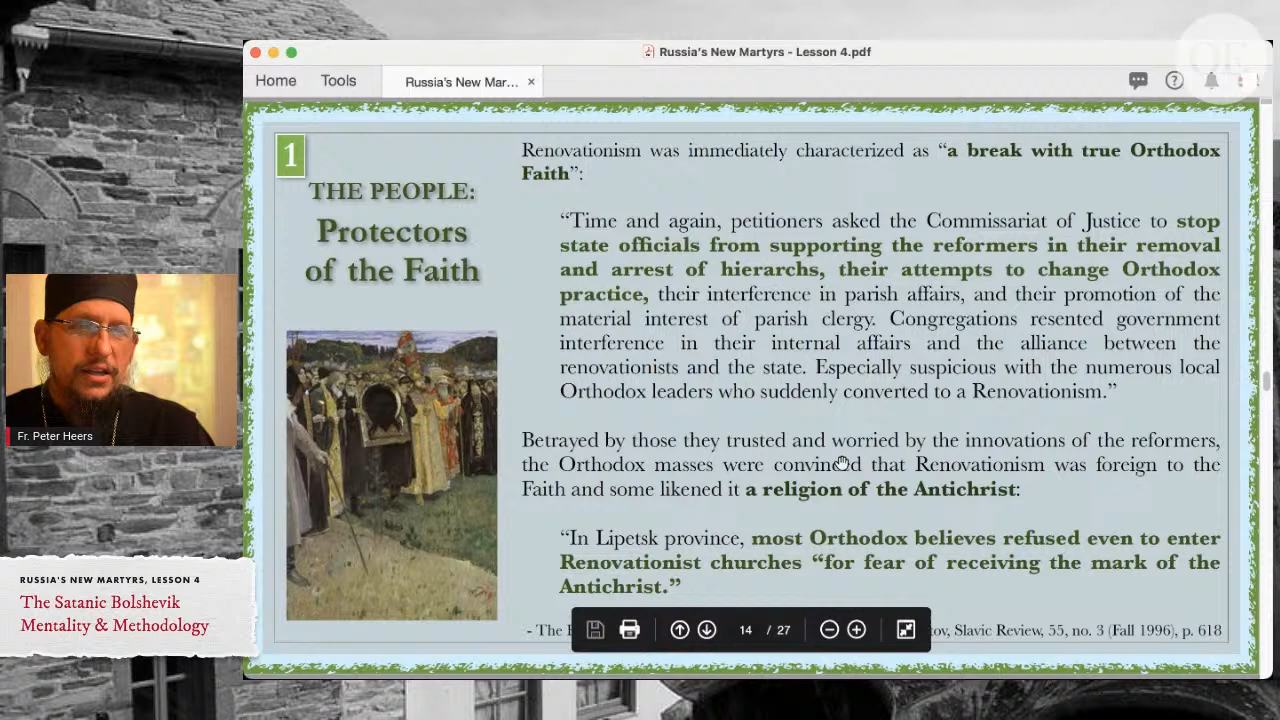 Russia's New Martyrs - Lesson 4.pdf
Home
Tools
Russia's New Mar...
OE
1
THE PEOPLE:
Protectors
of the Faith
Renovationism was immediately characterized as “a break with true Orthodox
Faith”:
“Time and again, petitioners asked the Commissariat of Justice to stop
state officials from supporting the reformers in their removal
and arrest of hierarchs, their attempts to change Orthodox
practice, their interference in parish affairs, and their promotion of the
material interest of parish clergy. Congregations resented government
interference in their internal affairs and the alliance between the
renovationists and the state. Especially suspicious with the numerous local
Orthodox leaders who suddenly converted to a Renovationism.”
Betrayed by those they trusted and worried by the innovations of the reformers,
the Orthodox masses were convinced that Renovationism was foreign to the
Faith and some likened it a religion of the Antichrist:
“In Lipetsk province, most Orthodox believes refused even to enter
Renovationist churches “for fear of receiving the mark of the
Antichrist.”
- The
ov, Slavic Review, 55, no. 3 (Fall 1996), p. 618
14 / 27
Fr. Peter Heers
RUSSIA'S NEW MARTYRS, LESSON 4
The Satanic Bolshevik
Mentality & Methodology